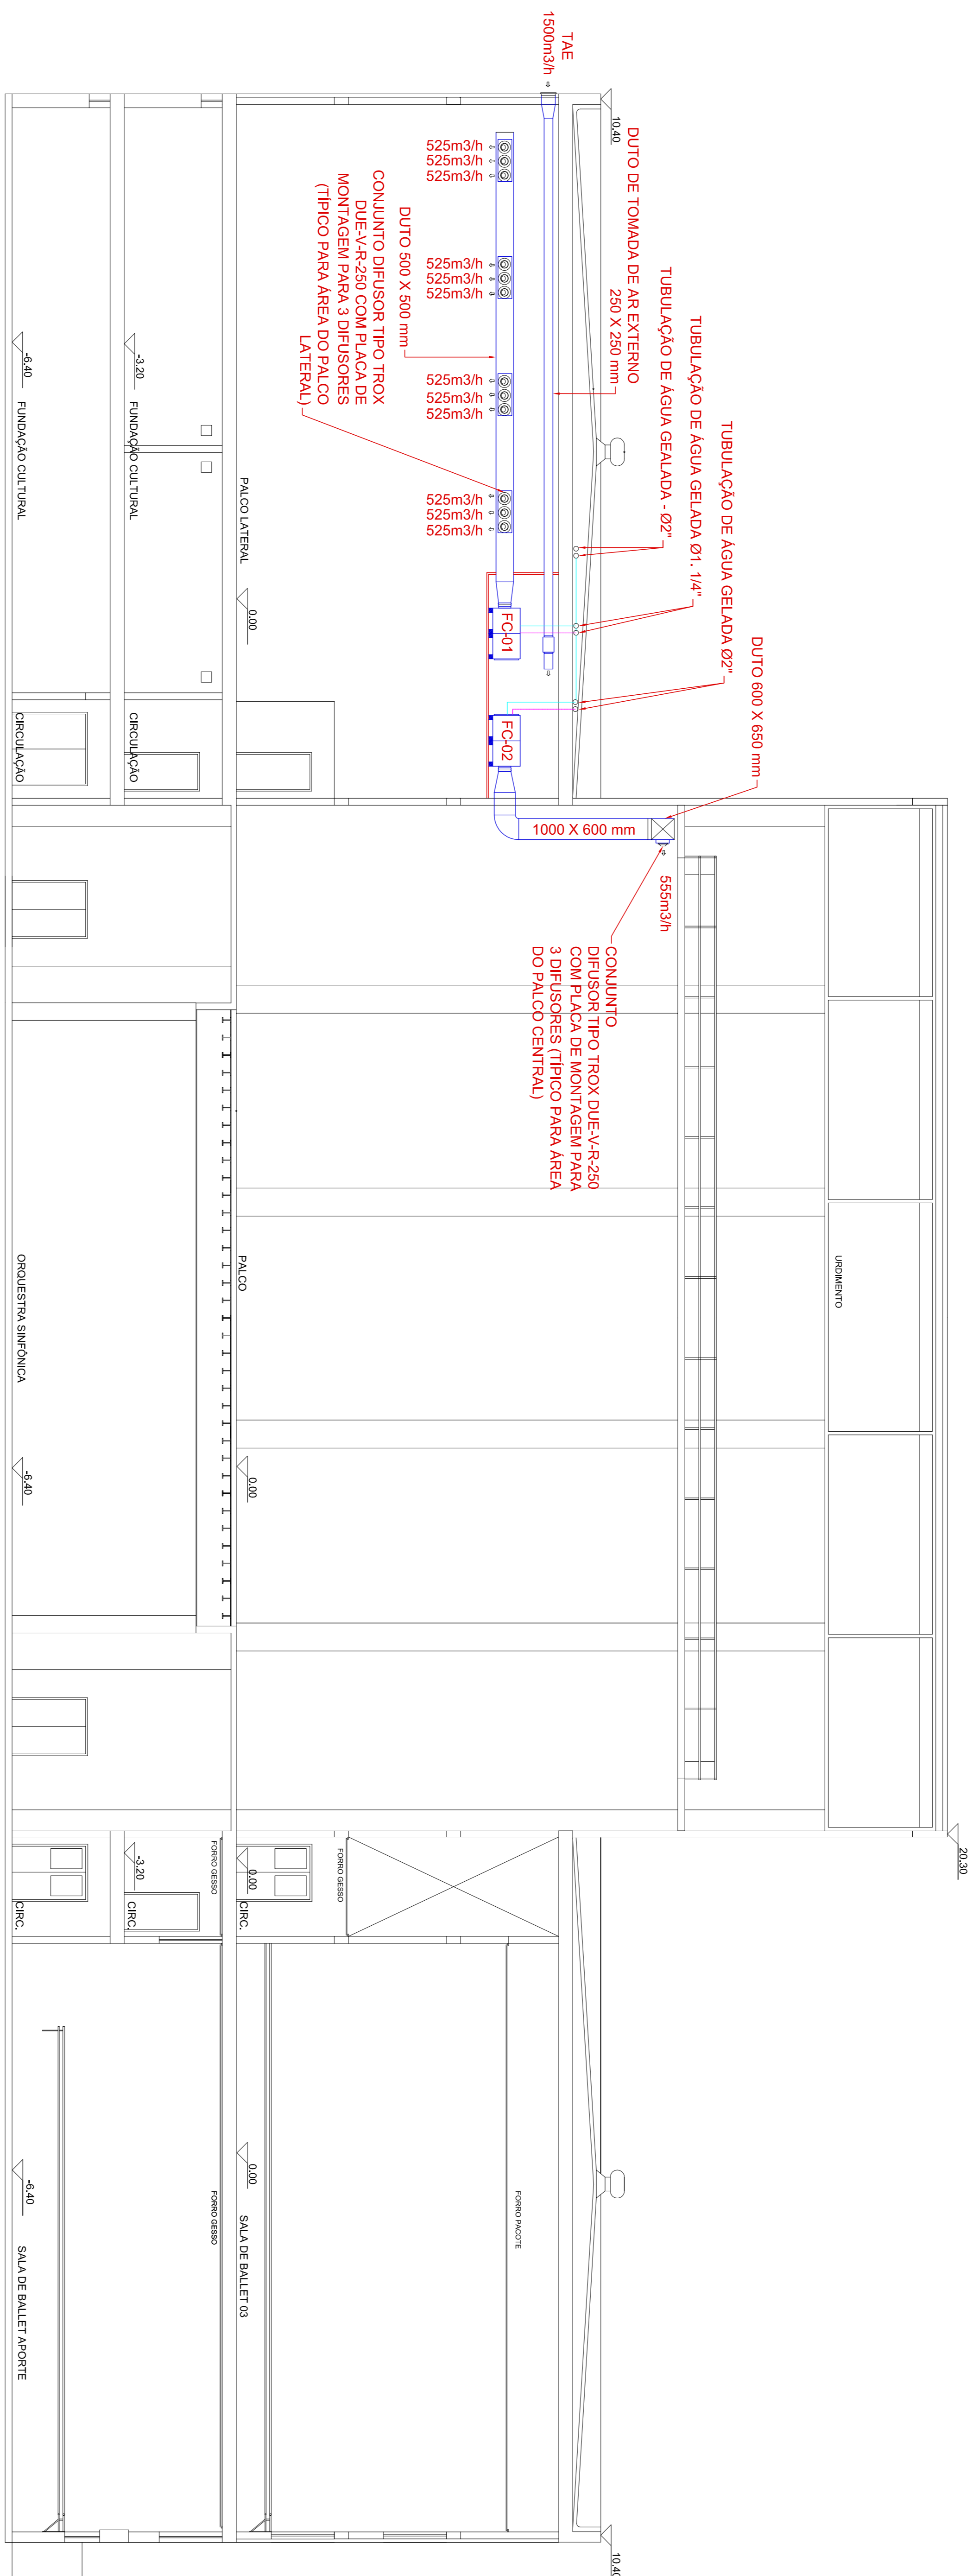 TAE
1500m3/h
10.40
DUTO DE TOMADA DE AR EXTERNO
250 X 250 mm
TUBULAÇÃO DE ÁGUA GEALADA - Ø2"
TUBULAÇÃO DE ÁGUA GELADA Ø1. 1/4"
TUBULAÇÃO DE ÁGUA GELADA Ø2"
DUTO 600 X 650 mm
525m3/h
525m3/h
525m3/h
525m3/h
525m3/h
525m3/h
525m3/h
525m3/h
525m3/h
525m3/h
525m3/h
525m3/h
DUTO 500 X 500 mm
CONJUNTO DIFUSOR TIPO TROX
DUE-V-R-250 COM PLACA DE
MONTAGEM PARA 3 DIFUSORES
(TÍPICO PARA ÁREA DO PALCO
LATERAL)
FC-01
FC-02
1000 X 600 mm
555m3/h
CONJUNTO
DIFUSOR TIPO TROX DUE-V-R-250
COM PLACA DE MONTAGEM PARA
3 DIFUSORES (TÍPICO PARA ÁREA
DO PALCO CENTRAL)
PALCO LATERAL
0.00
-3.20
FUNDAÇÃO CULTURAL
CIRCULAÇÃO
-6.40
FUNDAÇÃO CULTURAL
CIRCULAÇÃO
URDIMENTO
PALCO
0.00
ORQUESTRA SINFÔNICA
-6.40
20.30
FORRO GESSO
0.00
CIRC.
FORRO GESSO
-3.20
CIRC.
CIRC.
10.40
FORRO PACOTE
0.00
SALA DE BALLET 03
FORRO GESSO
-6.40
SALA DE BALLET APORTE